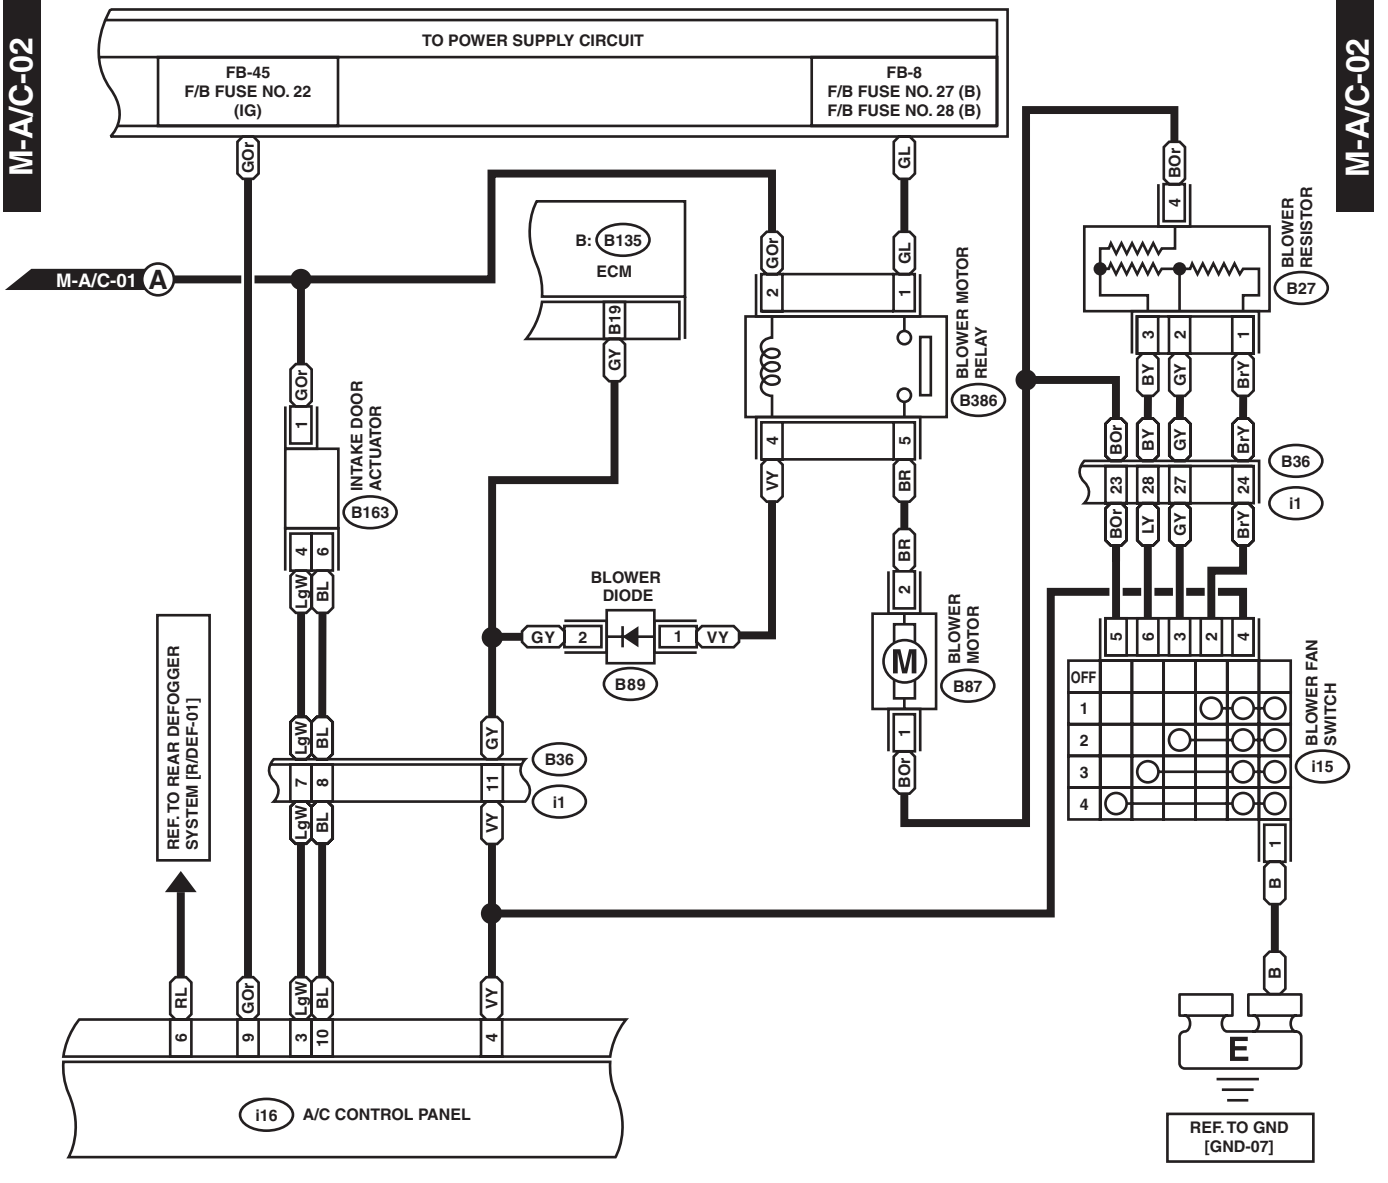 M-A/C-02
M-A/C-02
TO POWER SUPPLY CIRCUIT
FB-45
F/B FUSE NO. 22
(IG)
FB-8
F/B FUSE NO. 27 (B)
F/B FUSE NO. 28 (B)
GOr
GL
BOr
4
BLOWER
RESISTOR
B27
M-A/C-01 A
B: B135
ECM
B19
GY
GOr
GL
2
1
BLOWER MOTOR
RELAY
B386
4
5
VY
BR
3
2
1
BY
GY
BrY
BOr
BY
GY
BrY
B36
23
28
27
24
i1
BOr
LY
GY
BrY
GOr
1
INTAKE DOOR
ACTUATOR
B163
4
6
LgW
BL
BR
2
BLOWER
DIODE
GY
2
1
VY
B89
M
BLOWER
MOTOR
B87
1
BOr
5
6
3
2
4
OFF
1
2
3
4
BLOWER FAN
SWITCH
i15
1
B
B
E
REF. TO GND
[GND-07]
REF. TO REAR DEFOGGER
SYSTEM [R/DEF-01]
LgW
BL
GY
B36
7
8
11
i1
LgW
BL
VY
RL
GOr
LgW
BL
VY
6
9
3
10
4
i16
A/C CONTROL PANEL